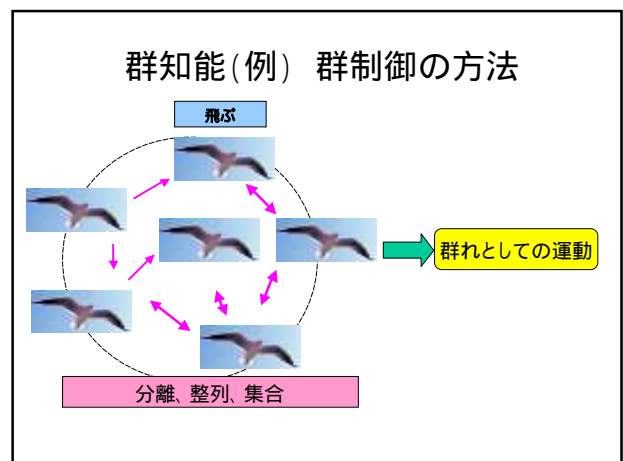 群知能(例) 群制御の方法
飛ぶ
群れとしての運動
分離、整列、集合